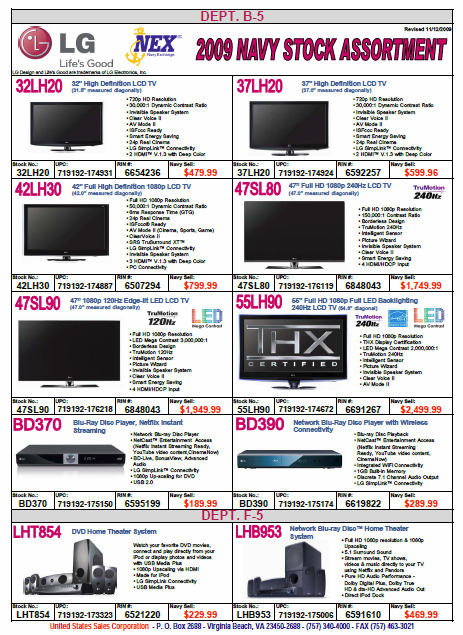 DEPT. B-5
LG
Life's Good
LG Design and Life's Good are trademarks of LG Electronics, Inc.
NEX
Navy Exchange
Revised 11/12/2009
2009 NAVY STOCK ASSORTMENT
32LH20
32" High Definition LCD TV
(31.5" measured diagonally)
• 720p HD Resolution
• 30,000:1 Dynamic Contrast Ratio
• Invisible Speaker System
• Clear Voice II
• AV Mode II
• ISFccc Ready
• Smart Energy Saving
• 24p Real Cinema
• LG SimpLink™ Connectivity
• 2 HDMI™ V.1.3 with Deep Color
Stock No.: UPC: RIN #: Navy Sell:
32LH20 719192-174931 6654236 $479.99
37LH20
37" High Definition LCD TV
(37.0" measured diagonally)
• 720p HD Resolution
• 30,000:1 Dynamic Contrast Ratio
• Invisible Speaker System
• Clear Voice II
• AV Mode II
• ISFccc Ready
• Smart Energy Saving
• 24p Real Cinema
• LG SimpLink™ Connectivity
• 2 HDMI™ V.1.3 with Deep Color
Stock No.: UPC: RIN #: Navy Sell:
37LH20 719192-174924 6592257 $599.96
42LH30
42" Full High Definition 1080p LCD TV
(42.0" measured diagonally)
• Full HD 1080p Resolution
• 50,000:1 Dynamic Contrast Ratio
• 6ms Response Time (GTG)
• 24p Real Cinema
• ISFccc® Ready
• AV Mode II (Cinema, Sports, Game)
• ClearVoice II
• SRS TruSurround XT™
• LG SimpLink™ Connectivity
• Invisible Speaker System
• 3 HDMI™ V.1.3 with Deep Color
• PC Connectivity
Stock No.: UPC: RIN #: Navy Sell:
42LH30 719192-174887 6507294 $799.99
47SL80
47" Full HD 1080p 240Hz LCD TV
(47.0" measured diagonally)
TruMotion
240Hz
• Full HD 1080p Resolution
• 150,000:1 Contrast Ratio
• Borderless Design
• TruMotion 240Hz
• Intelligent Sensor
• Picture Wizard
• Invisible Speaker System
• Clear Voice II
• Smart Energy Saving
• 4 HDMI/HDCP Input
Stock No.: UPC: RIN #: Navy Sell:
47SL80 719192-176119 6848043 $1,749.99
47SL90
47" 1080p 120Hz Edge-lit LED LCD TV
(47.0" measured diagonally)
TruMotion
120Hz
LED
Mega Contrast
• Full HD 1080p Resolution
• LED Mega Contrast 3,000,000:1
• Borderless Design
• TruMotion 120Hz
• Intelligent Sensor
• Picture Wizard
• Invisible Speaker System
• Clear Voice II
• Smart Energy Saving
• 4 HDMI/HDCP Input
Stock No.: UPC: RIN #: Navy Sell:
47SL90 719192-176218 6848043 $1,949.99
55LH90
55" Full HD 1080p Full LED Backlighting
240Hz LCD TV (54.6" diagonal)
TruMotion
240Hz
LED
Mega Contrast
THX
CERTIFIED
• Full HD 1080p Resolution
• THX Display Certification
• LED Mega Contrast 2,000,000:1
• TruMotion 240Hz
• Intelligent Sensor
• Picture Wizard
• Invisible Speaker System
• Clear Voice II
• AV Mode II
Stock No.: UPC: RIN #: Navy Sell:
55LH90 719192-174672 6691267 $2,499.99
BD370
Blu-Ray Disc Player, Netflix Instant
Streaming
• Network Blu-ray Disc Player
• NetCast™ Entertainment Access
(Netflix Instant Streaming Ready,
YouTube video content,CinemaNow)
• BD-Live, BonusView, Advanced
Audio
• LG SimpLink™ Connectivity
• 1080p Up-scaling for DVD
• USB 2.0
Stock No.: UPC: RIN #: Navy Sell:
BD370 719192-175150 6595199 $189.99
BD390
Network Blu-ray Disc Player with Wireless
Connectivity
• Blu-ray Disc Playback
• NetCast™ Entertainment Access
(Netflix Instant Streaming
Ready, YouTube video content,
CinemaNow)
• Integrated WIFI Connectivity
• 1GB Built-in Memory
• Discrete 7.1 Channel Audio Output
• LG SimpLink™ Connectivity
Stock No.: UPC: RIN #: Navy Sell:
BD390 719192-175174 6619822 $289.99
DEPT. F-5
LHT854
DVD Home Theater System
Watch your favorite DVD movies,
connect and play directly from your
iPod or display photos and videos
with USB Media Plus
• 1080p Upscaling via HDMI
• Made for iPod
• LG SimpLink Connectivity
• USB Media Plus
Stock No.: UPC: RIN #: Navy Sell:
LHT854 719192-173323 6521220 $229.99
LHB953
Network Blu-ray Disc™ Home Theater
System
• Full HD 1080p resolution & 1080p
Upscaling
• 5.1 Surround Sound
• Stream movies, TV shows,
videos & music directly to your TV
using Netflix and Pandora
• Pure HD Audio Performance -
Dolby Digital Plus, Dolby True
HD & dts-HD Advanced Audio Out
• Direct iPod Dock
Stock No.: UPC: RIN #: Navy Sell:
LHB953 719192-175006 6591610 $469.99
United States Sales Corporation - P. O. Box 2688 - Virginia Beach, VA 23450-2688 - (757) 340-4000 - FAX (757) 463-3021